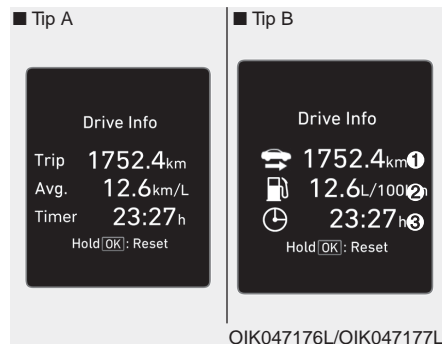 ■ Tip A
Drive Info
Trip 1752.4km
Avg. 12.6km/L
Timer 23:27h
Hold OK : Reset
■ Tip B
Drive Info
1752.4km ❶
12.6L/100km ❷
23:27h ❸
Hold OK : Reset
OIK047176L/OIK047177L